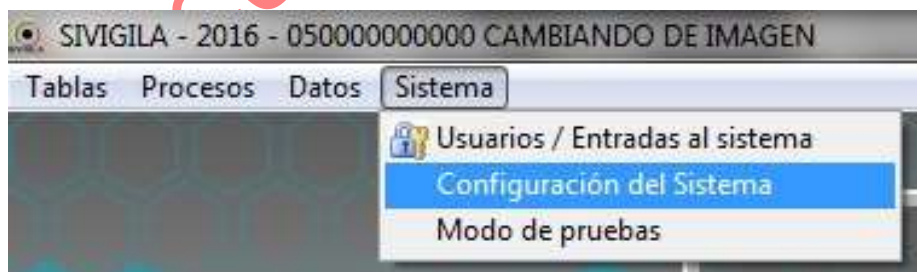 SIVIGILA - 2016 - 050000000000 CAMBIANDO DE IMAGEN
Tablas Procesos Datos Sistema
Usuarios / Entradas al sistema
Configuración del Sistema
Modo de pruebas